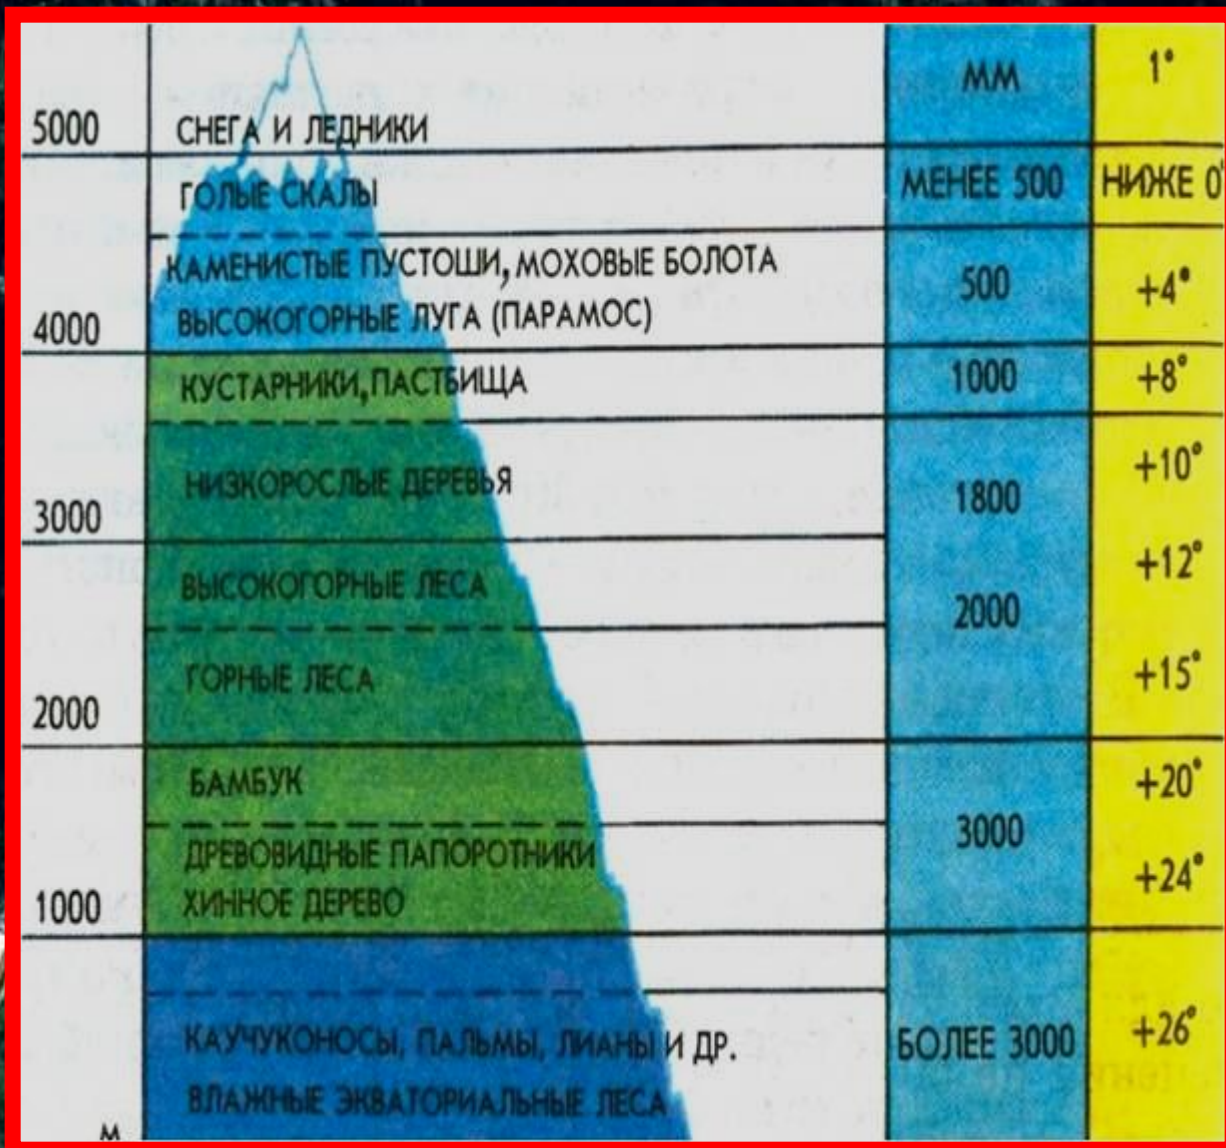 мм
1°
5000
СНЕГА И ЛЕДНИКИ
ГОЛЫЕ СКАЛЫ
МЕНЕЕ 500
НИЖЕ 0°
КАМЕНИСТЫЕ ПУСТОШИ, МОХОВЫЕ БОЛОТА
500
+4°
4000
ВЫСОКОГОРНЫЕ ЛУГА (ПАРАМОС)
КУСТАРНИКИ, ПАСТБИЩА
1000
+8°
НИЗКОРОСЛЫЕ ДЕРЕВЬЯ
1800
+10°
3000
ВЫСОКОГОРНЫЕ ЛЕСА
2000
+12°
ГОРНЫЕ ЛЕСА
+15°
2000
БАМБУК
+20°
ДРЕВОВИДНЫЕ ПАПОРОТНИКИ
3000
+24°
1000
ХИННОЕ ДЕРЕВО
КАУЧУКОНОСЫ, ПАЛЬМЫ, ЛИАНЫ И ДР.
БОЛЕЕ 3000
+26°
ВЛАЖНЫЕ ЭКВАТОРИАЛЬНЫЕ ЛЕСА
м